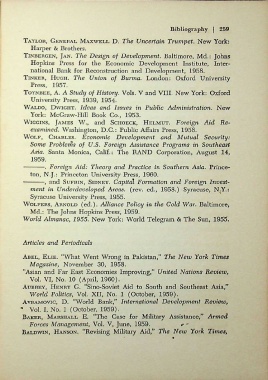 Bibliography | 259
TAYLOR, GENERAL MAXWELL D. The Uncertain Trumpet. New York:
Harper & Brothers.
TINBERGEN, JAN. The Design of Development. Baltimore, Md.: Johns
Hopkins Press for the Economic Development Institute, Inter-
national Bank for Reconstruction and Development, 1958.
TINKER, HUGH. The Union of Burma. London: Oxford University
Press, 1957.
TOYNBEE, A. A Study of History. Vols. V and VIII New York: Oxford
University Press, 1939, 1954.
WALDO, DWIGHT. Ideas and Issues in Public Administration. New
York: McGraw-Hill Book Co., 1953.
WIGGINS, JAMES W., and SCHOECK, HELMUT. Foreign Aid Re-
examined. Washington, D.C.: Public Affairs Press, 1958.
WOLF, CHARLES. Economic Development and Mutual Security:
Some Problems of U.S. Foreign Assistance Programs in Southeast
Asia. Santa Monica, Calif.: The RAND Corporation, August 14,
1959.
———. Foreign Aid: Theory and Practice in Southern Asia. Prince-
ton, N.J.: Princeton University Press, 1960.
———, and SUFRIN, SIDNEY. Capital Formation and Foreign Invest-
ment in Underdeveloped Areas. (rev. ed., 1958.) Syracuse, N.Y.:
Syracuse University Press, 1955.
WOLFERS, ARNOLD (ed.). Alliance Policy in the Cold War. Baltimore,
Md.: The Johns Hopkins Press, 1959.
World Almanac, 1955. New York: World Telegram & The Sun, 1955.
Articles and Periodicals
ABEL, ELIE. "What Went Wrong in Pakistan," The New York Times
Magazine, November 30, 1958.
"Asian and Far East Economies Improving," United Nations Review,
Vol. VI, No. 10 (April, 1960).
AUBREY, HENRY G. "Sino-Soviet Aid to South and Southeast Asia,"
World Politics, Vol. XII, No. 1 (October, 1959).
AVRAMOVIC, D. "World Bank," International Development Review,
Vol. I, No. 1 (October, 1959).
BAKER, MARSHALL E. "The Case for Military Assistance," Armed
Forces Management, Vol. V, June, 1959.
BALDWIN, HANSON. "Revising Military Aid," The New York Times,